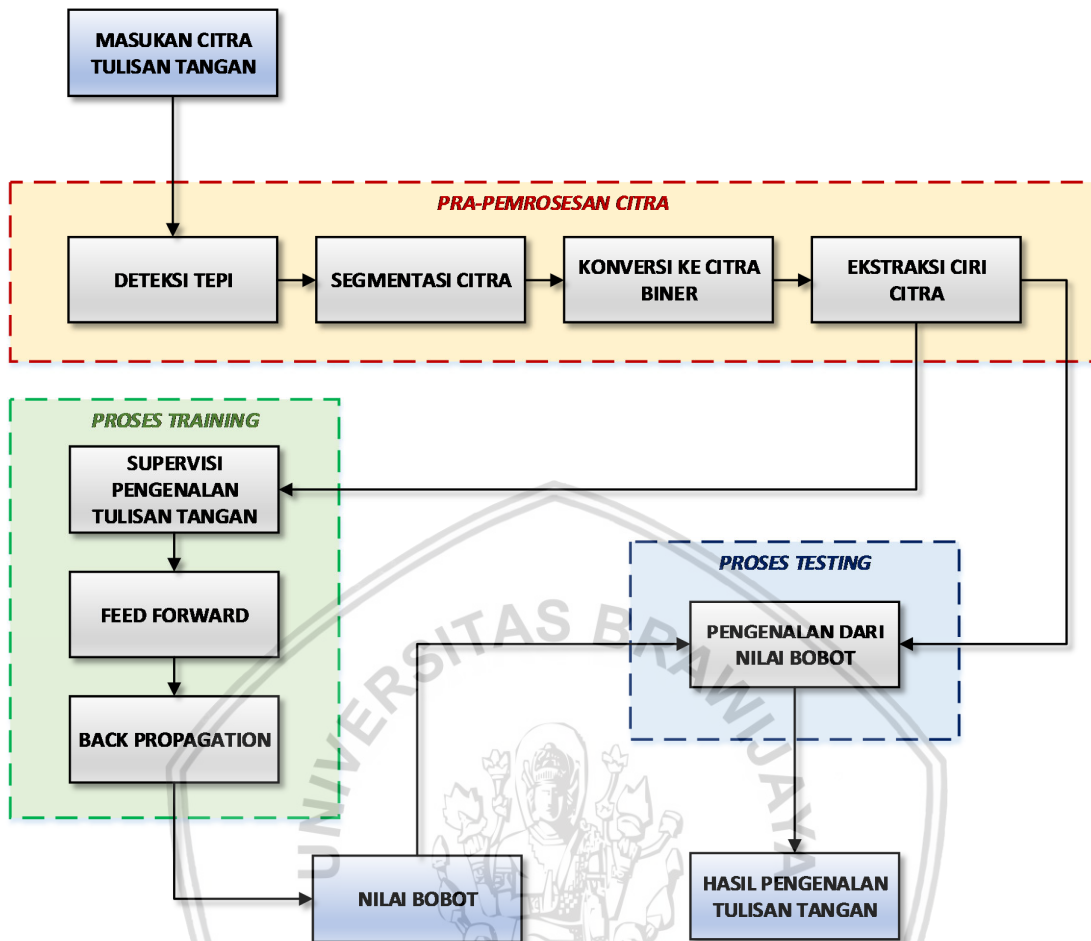 MASUKAN CITRA
TULISAN TANGAN
PRA-PEMROSESAN CITRA
DETEKSI TEPI
SEGMENTASI CITRA
KONVERSI KE CITRA
BINER
EKSTRAKSI CIRI
CITRA
PROSES TRAINING
SUPERVISI
PENGENALAN
TULISAN TANGAN
FEED FORWARD
BACK PROPAGATION
PROSES TESTING
PENGENALAN DARI
NILAI BOBOT
NILAI BOBOT
HASIL PENGENALAN
TULISAN TANGAN
UNIVERSITAS BRAWIJAYA